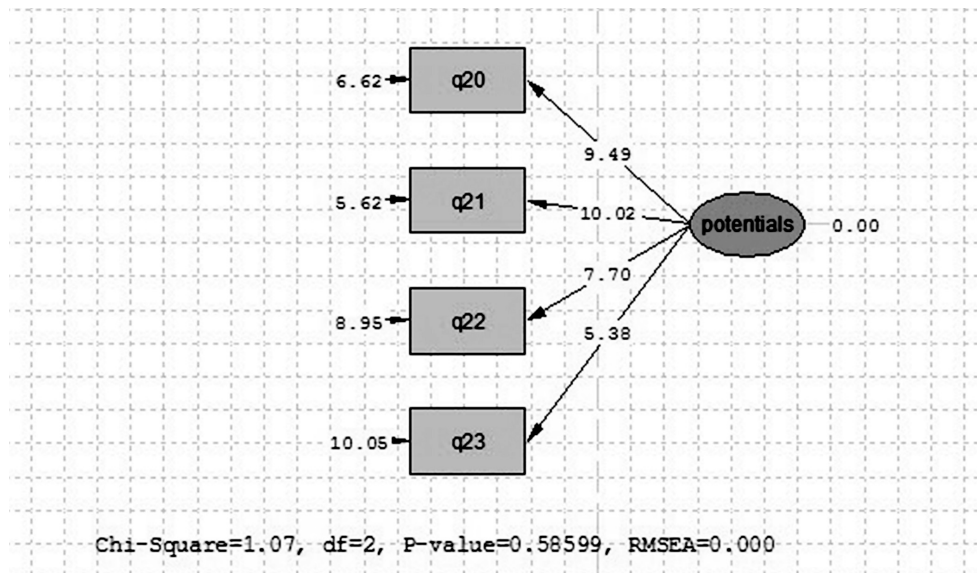 6.62
q20
9.49
5.62
q21
10.02
potentials
0.00
7.70
8.95
q22
5.38
10.05
q23
Chi-Square=1.07, df=2, P-value=0.58599, RMSEA=0.000